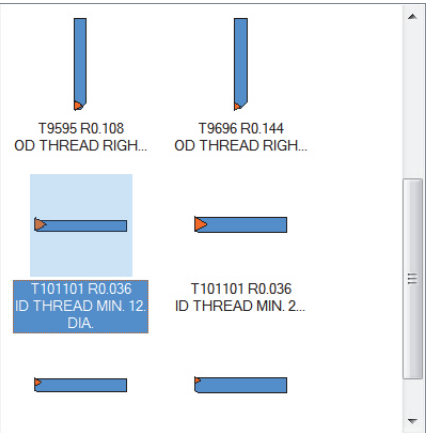 T9595 R0.108
OD THREAD RIGH...
T9696 R0.144
OD THREAD RIGH...
T101101 R0.036
ID THREAD MIN. 12.
DIA.
T101101 R0.036
ID THREAD MIN. 2...